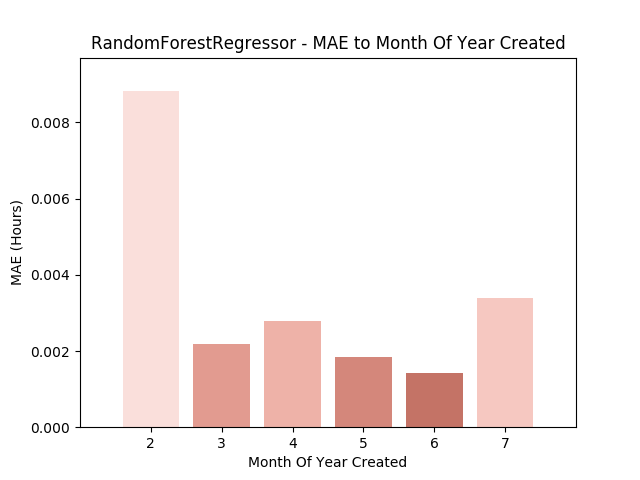 RandomForestRegressor - MAE to Month Of Year Created
MAE (Hours)
0.008
0.006
0.004
0.002
0.000
2 3 4 5 6 7
Month Of Year Created